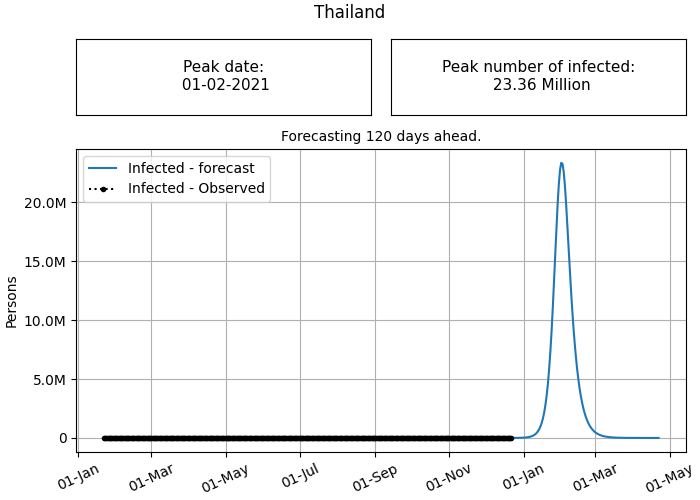 Thailand
Peak date:
01-02-2021
Peak number of infected:
23.36 Million
Forecasting 120 days ahead.
Infected - forecast
Infected - Observed
Persons
20.0M
15.0M
10.0M
5.0M
0
01-Jan
01-Mar
01-May
01-Jul
01-Sep
01-Nov
01-Jan
01-Mar
01-May